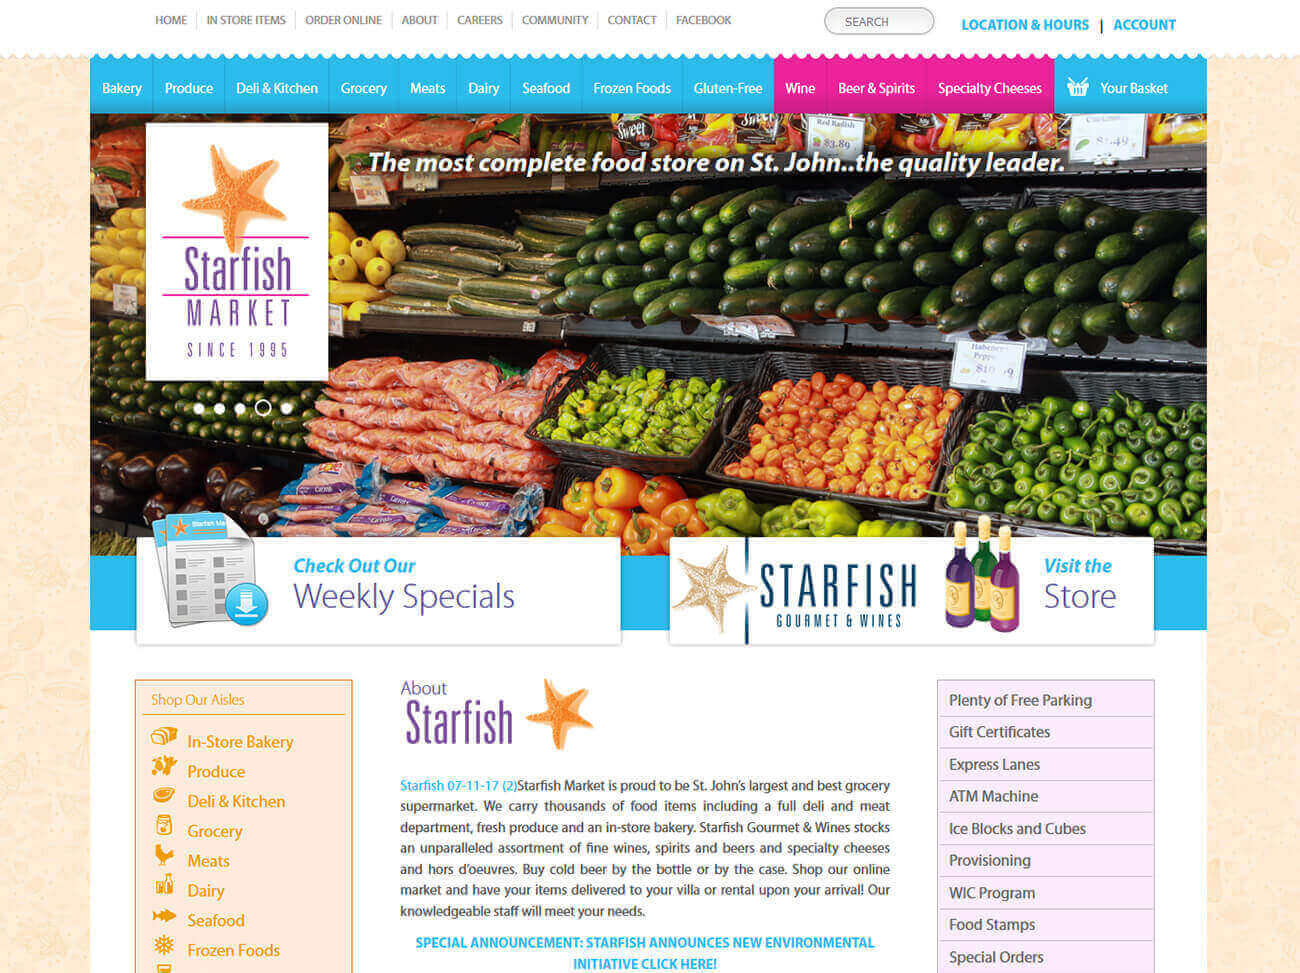 HOME IN STORE ITEMS ORDER ONLINE ABOUT CAREERS COMMUNITY CONTACT FACEBOOK SEARCH LOCATION & HOURS | ACCOUNT
Bakery Produce Deli & Kitchen Grocery Meats Dairy Seafood Frozen Foods Gluten-Free Wine Beer & Spirits Specialty Cheeses Your Basket
Sweet
Red Radish
$3.89
The most complete food store on St. John..the quality leader.
Starfish
MARKET
SINCE 1995
Starfish Ma
Check Out Our
Weekly Specials
STARFISH
GOURMET & WINES
Visit the
Store
Shop Our Aisles
In-Store Bakery
Produce
Deli & Kitchen
Grocery
Meats
Dairy
Seafood
Frozen Foods
About
Starfish
Starfish 07-11-17 (2)Starfish Market is proud to be St. John's largest and best grocery
supermarket. We carry thousands of food items including a full deli and meat
department, fresh produce and an in-store bakery. Starfish Gourmet & Wines stocks
an unparalleled assortment of fine wines, spirits and beers and specialty cheeses
and hors d'oeuvres. Buy cold beer by the bottle or by the case. Shop our online
market and have your items delivered to your villa or rental upon your arrival! Our
knowledgeable staff will meet your needs.
SPECIAL ANNOUNCEMENT: STARFISH ANNOUNCES NEW ENVIRONMENTAL
INITIATIVE CLICK HERE!
Plenty of Free Parking
Gift Certificates
Express Lanes
ATM Machine
Ice Blocks and Cubes
Provisioning
WIC Program
Food Stamps
Special Orders